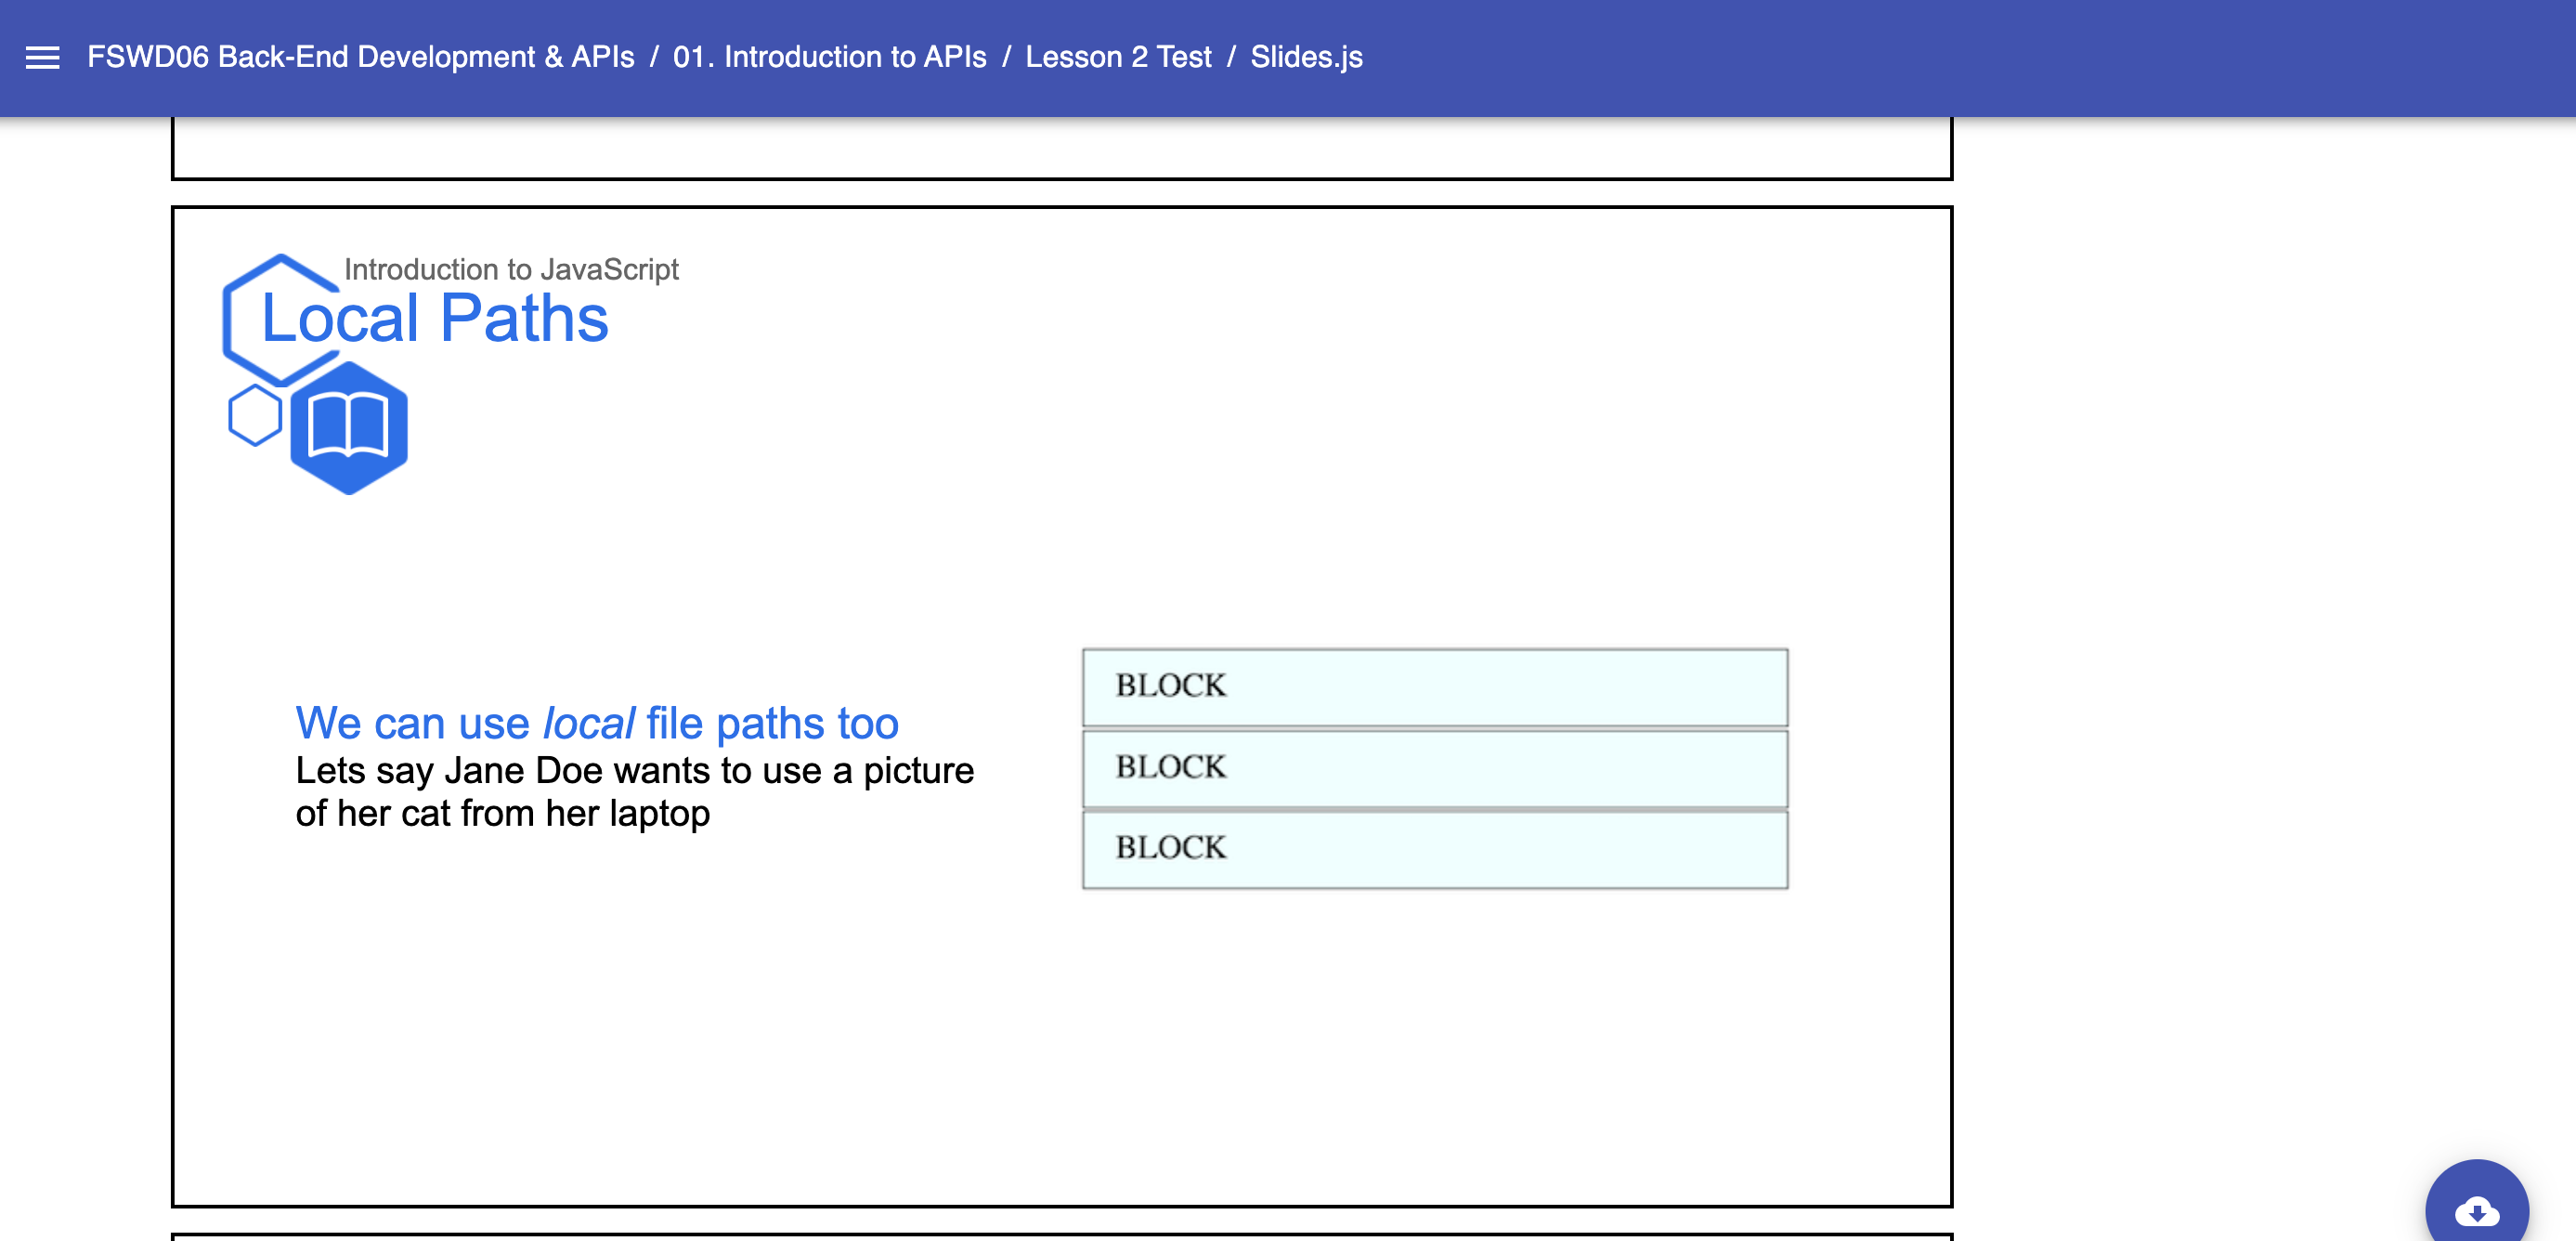 FSWD06 Back-End Development & APIs / 01. Introduction to APIs / Lesson 2 Test / Slides.js
Introduction to JavaScript
Local Paths
We can use local file paths too
Lets say Jane Doe wants to use a picture
of her cat from her laptop
BLOCK
BLOCK
BLOCK